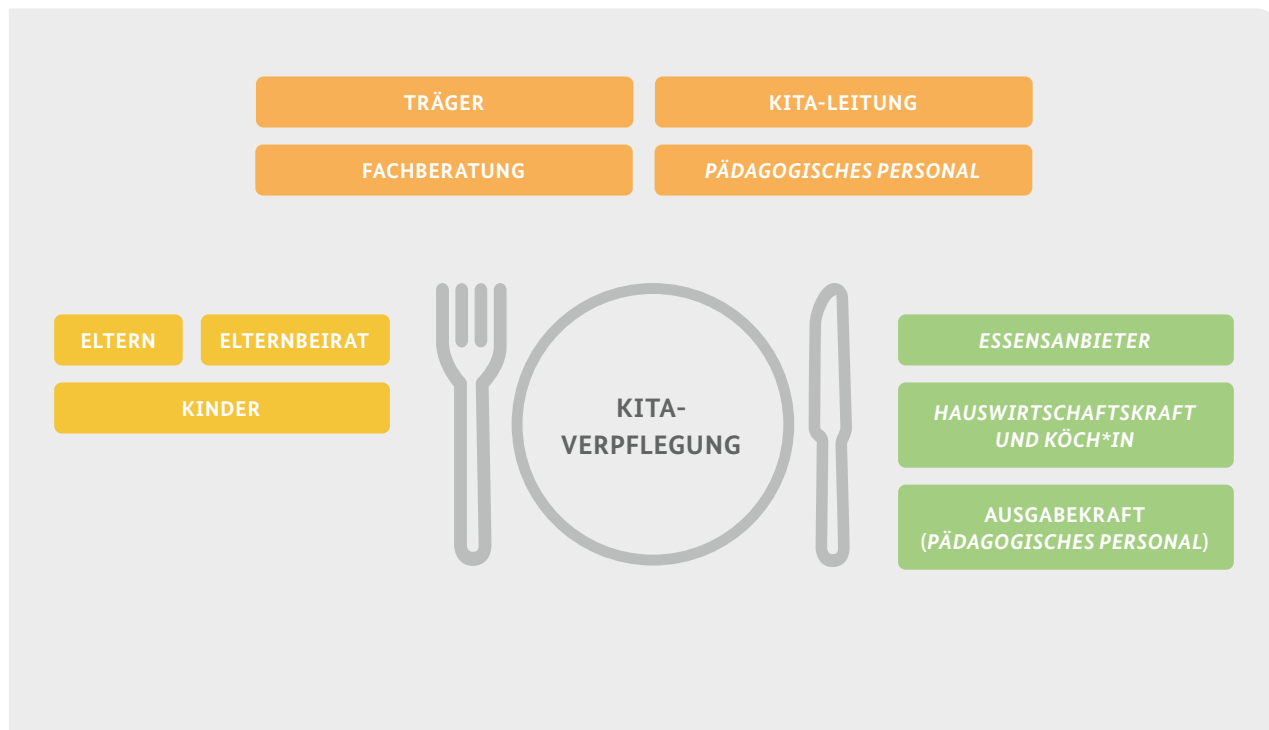 TRÄGER
KITA-LEITUNG
FACHBERATUNG
PÄDAGOGISCHES PERSONAL
ELTERN
ELTERNBEIRAT
KINDER
KITA-
VERPFLEGUNG
ESSENSANBIETER
HAUSWIRTSCHAFTSKRAFT
UND KÖCH*IN
AUSGABEKRAFT
(PÄDAGOGISCHES PERSONAL)